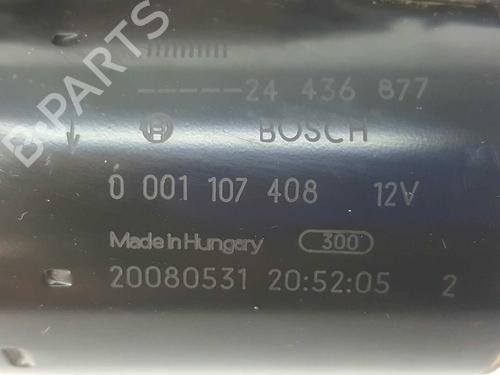 B-PARTS
-----24 436 877
BOSCH
0 001 107 408 12V
Made in Hungary 300
20080531 20:52:05 2